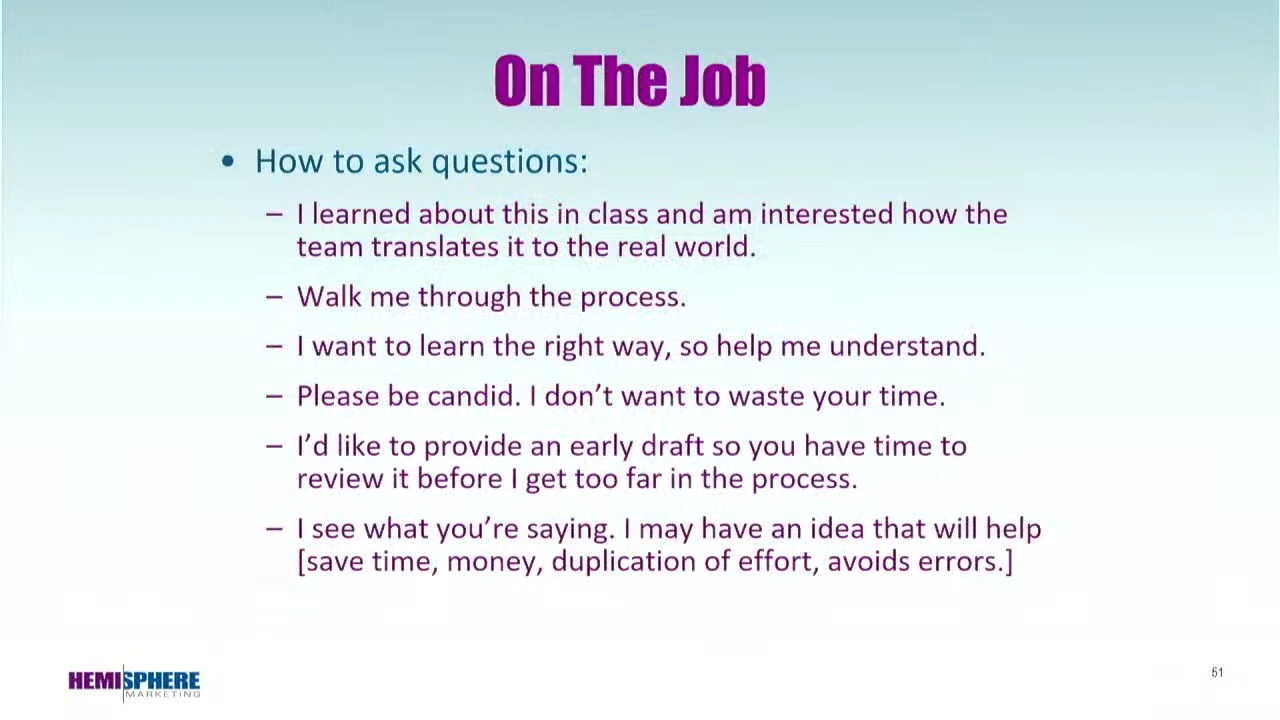 On The Job
• How to ask questions:
– I learned about this in class and am interested how the
team translates it to the real world.
– Walk me through the process.
– I want to learn the right way, so help me understand.
– Please be candid. I don’t want to waste your time.
– I’d like to provide an early draft so you have time to
review it before I get too far in the process.
– I see what you’re saying. I may have an idea that will help
[save time, money, duplication of effort, avoids errors.]
HEMISPHERE
MARKETING
51